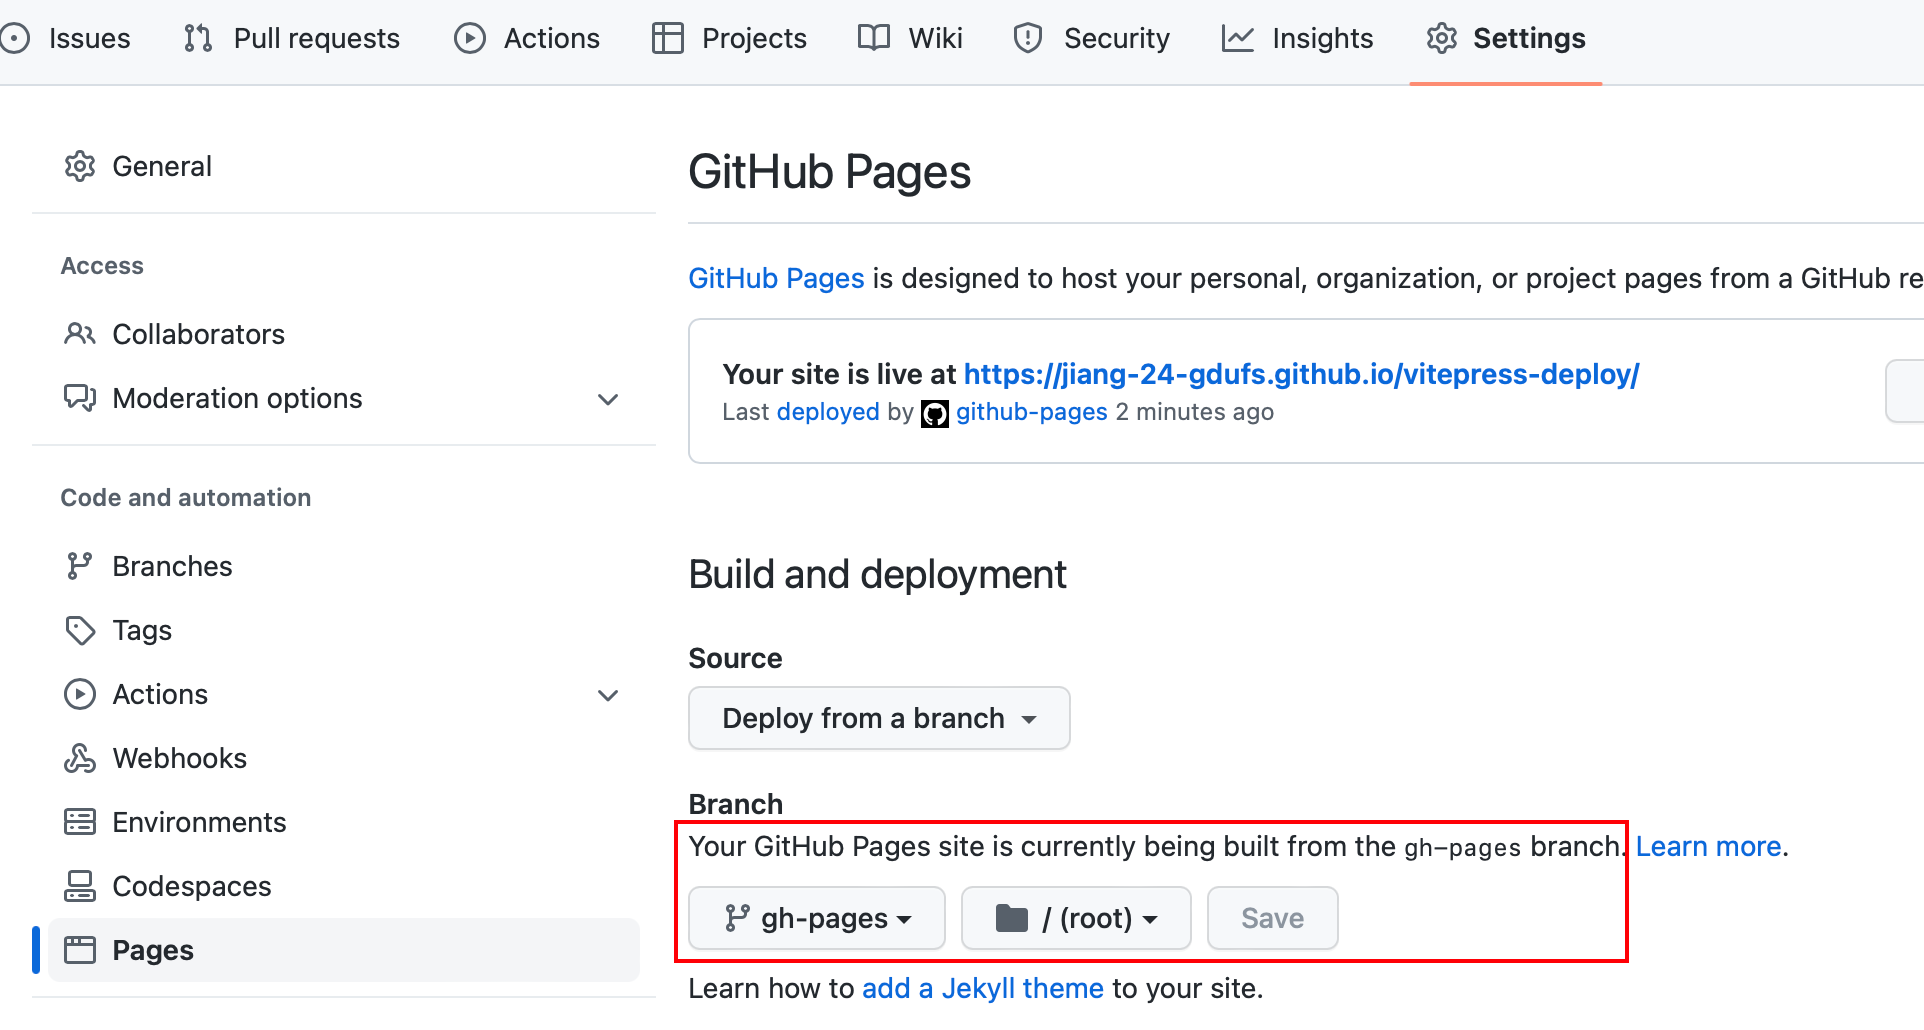 Issues Pull requests Actions Projects Wiki Security Insights Settings
General
Access
Collaborators
Moderation options
Code and automation
Branches
Tags
Actions
Webhooks
Environments
Codespaces
Pages
GitHub Pages
GitHub Pages is designed to host your personal, organization, or project pages from a GitHub re
Your site is live at https://jiang-24-gdufs.github.io/vitepress-deploy/
Last deployed by github-pages 2 minutes ago
Build and deployment
Source
Deploy from a branch
Branch
Your GitHub Pages site is currently being built from the gh-pages branch. Learn more.
gh-pages / (root) Save
Learn how to add a Jekyll theme to your site.